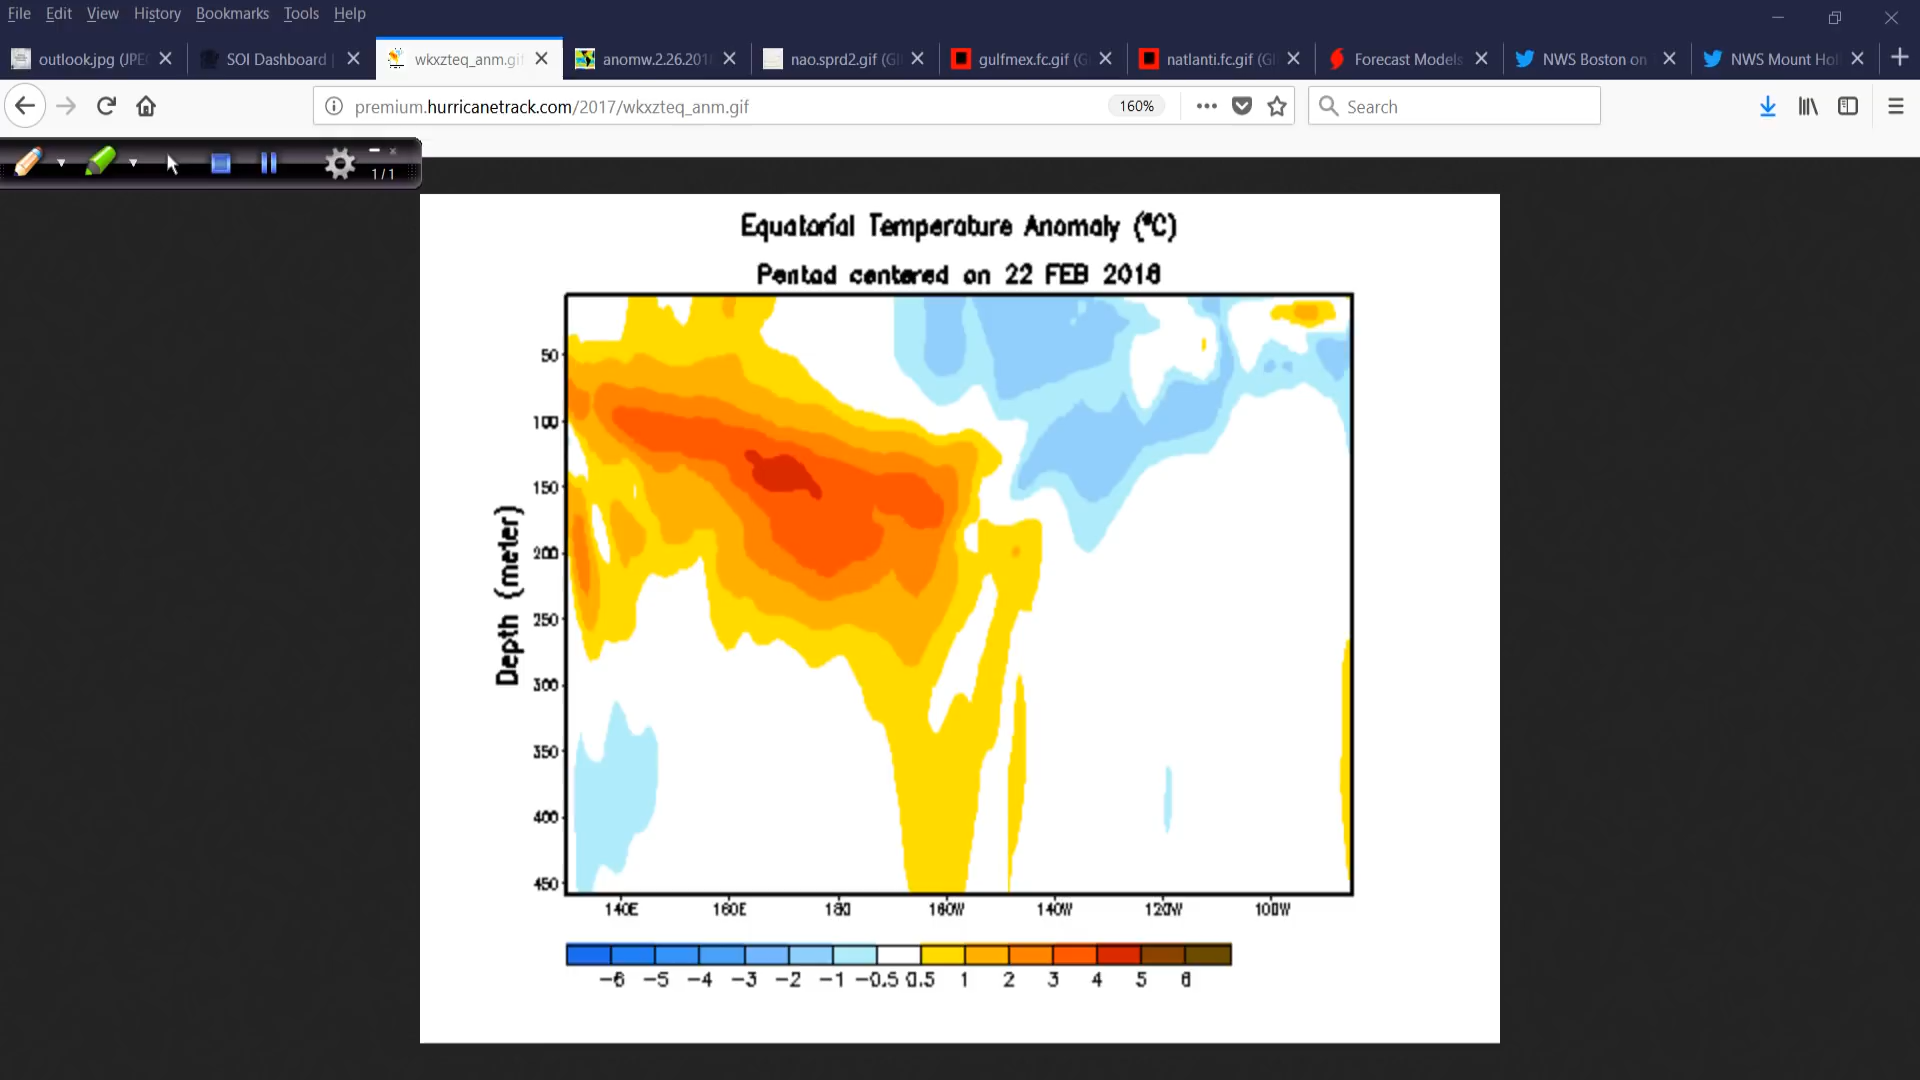 File Edit View History Bookmarks Tools Help
outlook.jpg (JPE
SOI Dashboard |
wkxzteq_anm.gif
anomw.2.26.201
nao.sprd2.gif (GI
gulfmex.fc.gif (G
natlanti.fc.gif (GI
Forecast Models
NWS Boston on
NWS Mount Hol
premium.hurricanetrack.com/2017/wkxzteq_anm.gif
160%
Search
1/1
Equatorial Temperature Anomaly (°C)
Pentad centered on 22 FEB 2018
Depth (meter)
50
100
150
200
250
300
350
400
450
140E 160E 180 160W 140W 120W 100W
-6 -5 -4 -3 -2 -1 -0.5 0.5 1 2 3 4 5 6